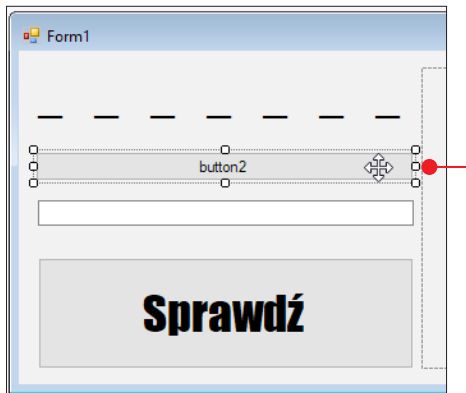 Form1
_ _ _ _ _ _ _
button2
Sprawdź